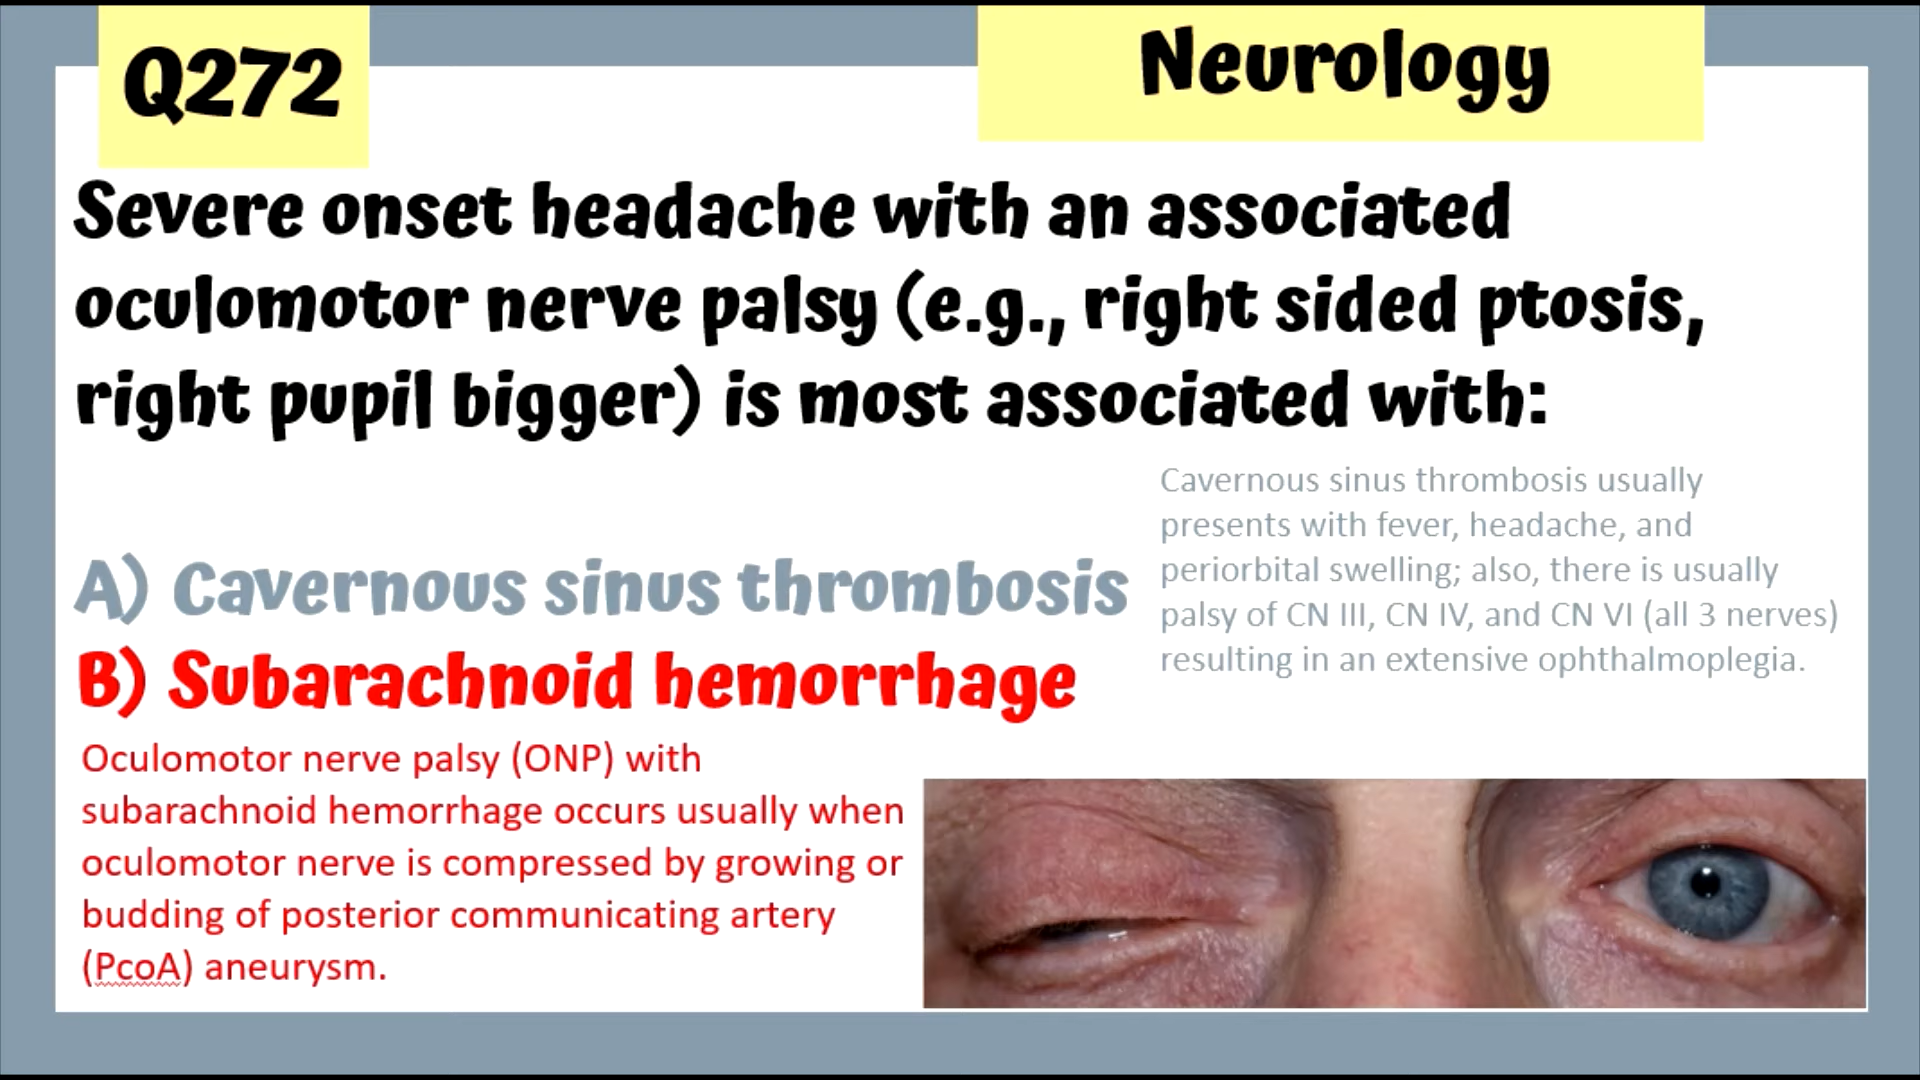 Q272
Neurology
Severe onset headache with an associated
oculomotor nerve palsy (e.g., right sided ptosis,
right pupil bigger) is most associated with:
A) Cavernous sinus thrombosis
Cavernous sinus thrombosis usually
presents with fever, headache, and
periorbital swelling; also, there is usually
palsy of CN III, CN IV, and CN VI (all 3 nerves)
resulting in an extensive ophthalmoplegia.
B) Subarachnoid hemorrhage
Oculomotor nerve palsy (ONP) with
subarachnoid hemorrhage occurs usually when
oculomotor nerve is compressed by growing or
budding of posterior communicating artery
(PcoA) aneurysm.